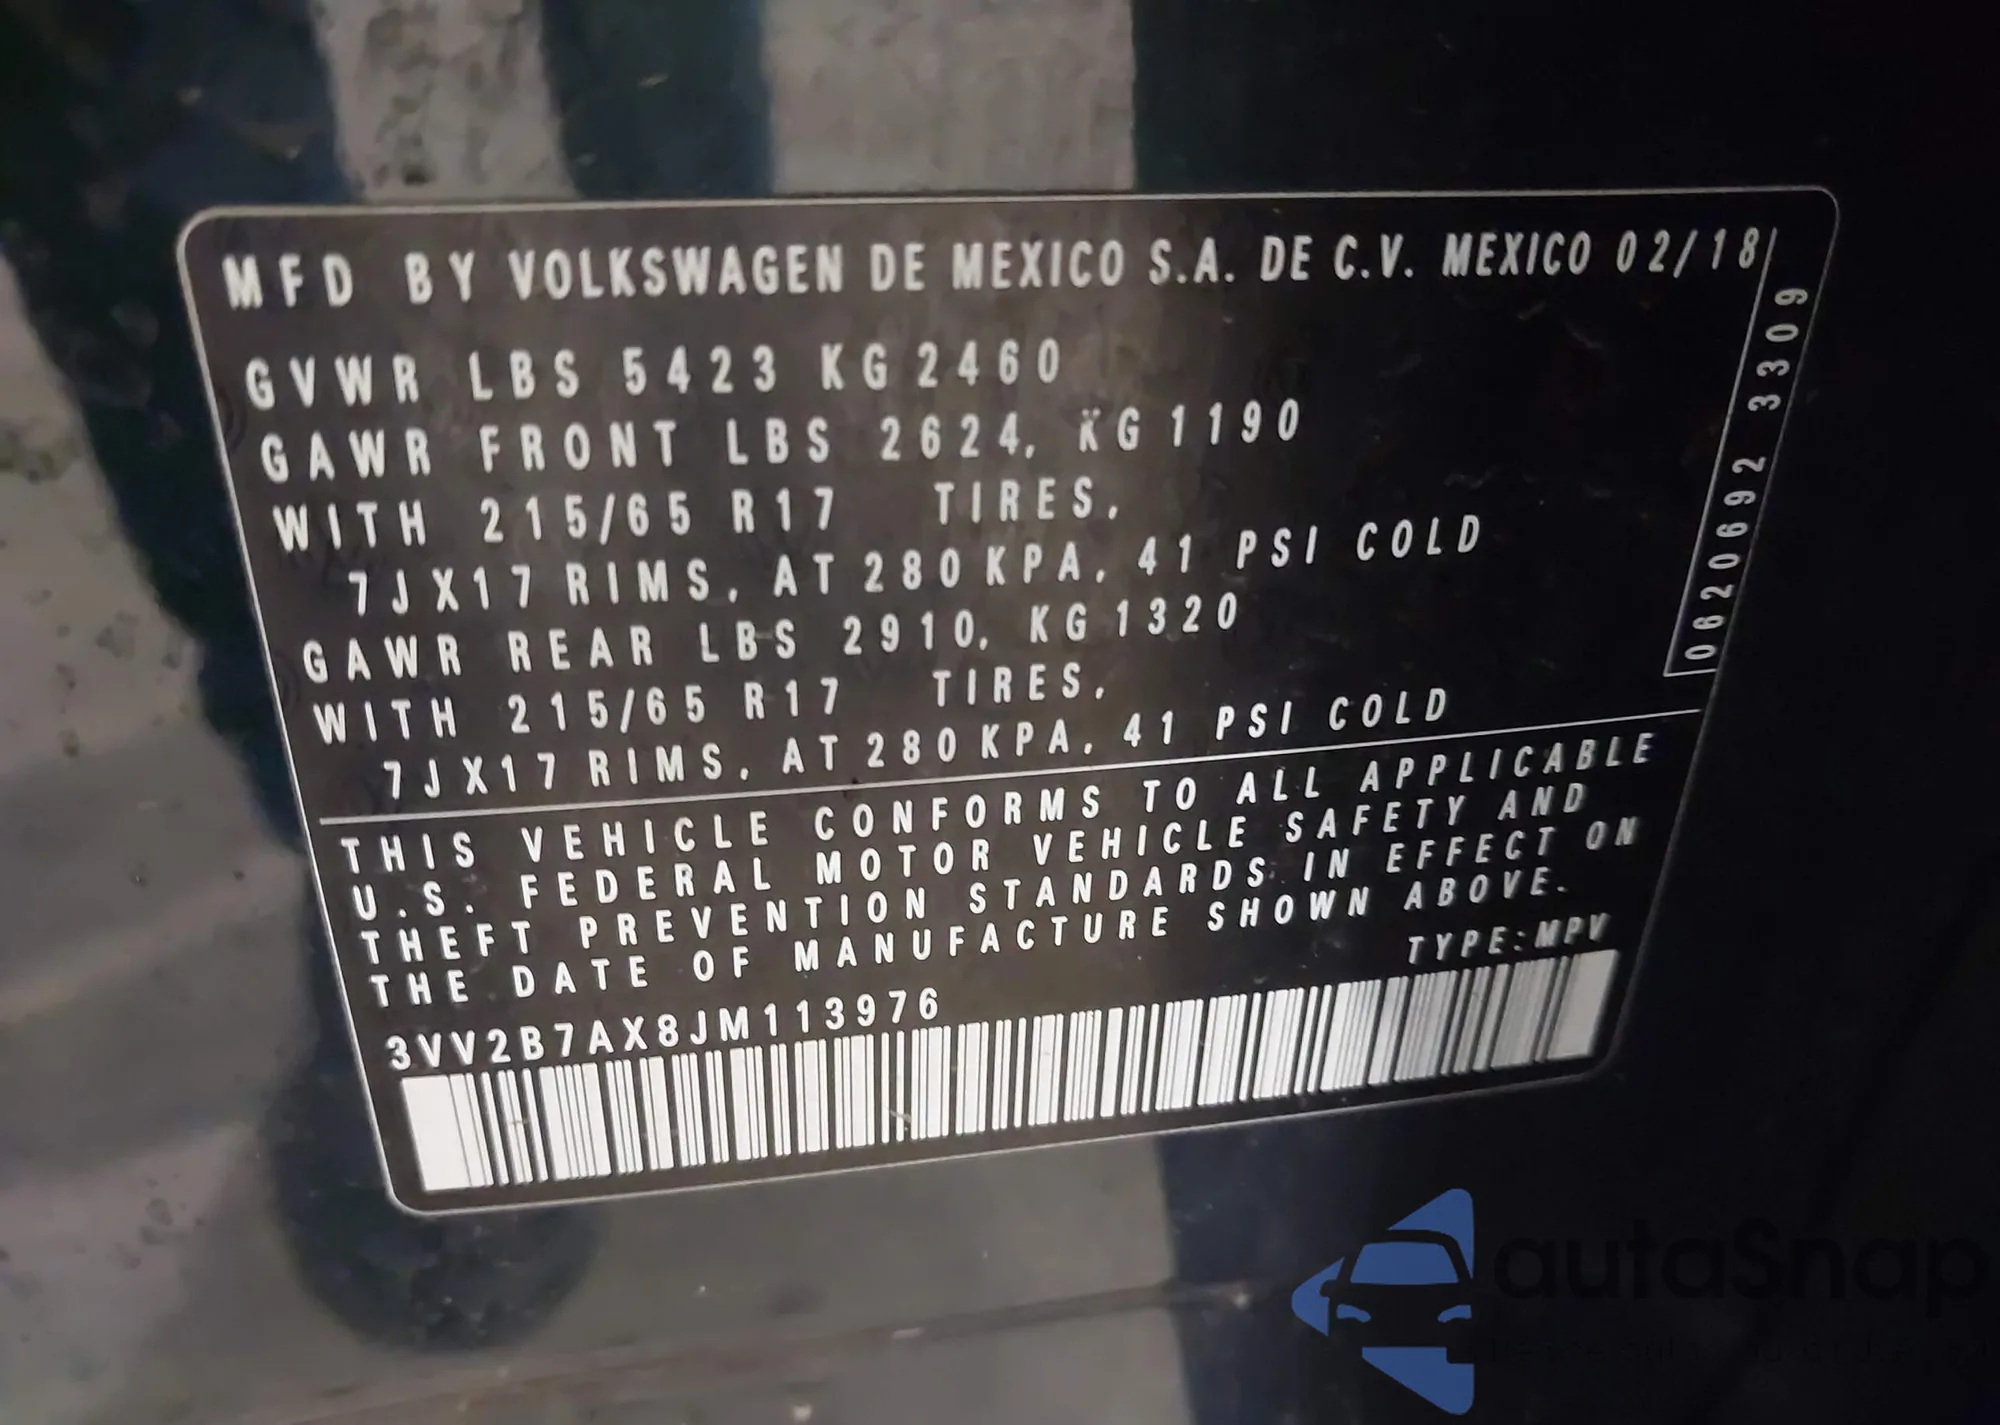 MFD BY VOLKSWAGEN DE MEXICO S.A. DE C.V. MEXICO 02/18
GVWR LBS 5423 KG 2460
GAWR FRONT LBS 2624, KG 1190
WITH 215/65 R17 TIRES,
7JX17 RIMS, AT 280 KPA, 41 PSI COLD
GAWR REAR LBS 2910, KG 1320
WITH 215/65 R17 TIRES,
7JX17 RIMS, AT 280 KPA, 41 PSI COLD
0620692 3309
THIS VEHICLE CONFORMS TO ALL APPLICABLE
U.S. FEDERAL MOTOR VEHICLE SAFETY AND
THEFT PREVENTION STANDARDS IN EFFECT ON
THE DATE OF MANUFACTURE SHOWN ABOVE.
TYPE:MPV
3VV2B7AX8JM113976
autaSnap